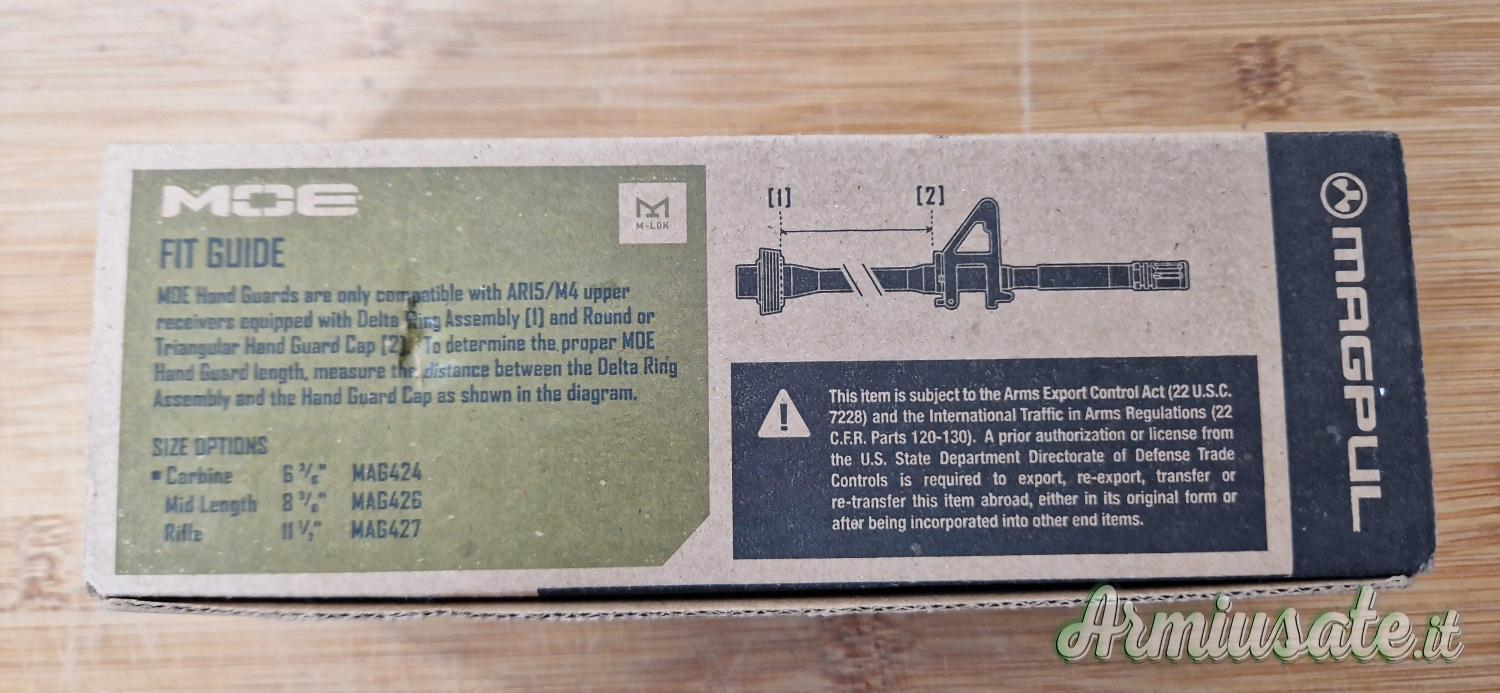 MOE
M-LOK
FIT GUIDE
MOE Hand Guards are only compatible with AR15/M4 upper
receivers equipped with Delta Ring Assembly [1] and Round or
Triangular Hand Guard Cap [2]. To determine the proper MOE
Hand Guard length, measure the distance between the Delta Ring
Assembly and the Hand Guard Cap as shown in the diagram.
SIZE OPTIONS
▪ Carbine MAG424
Mid Length MAG426
Rifle 11 ½" MAG427
[1] [2]
This item is subject to the Arms Export Control Act (22 U.S.C.
7228) and the International Traffic in Arms Regulations (22
C.F.R. Parts 120-130). A prior authorization or license from
the U.S. State Department Directorate of Defense Trade
Controls is required to export, re-export, transfer or
re-transfer this item abroad, either in its original form or
after being incorporated into other end items.
MAGPUL
Armiusate.it